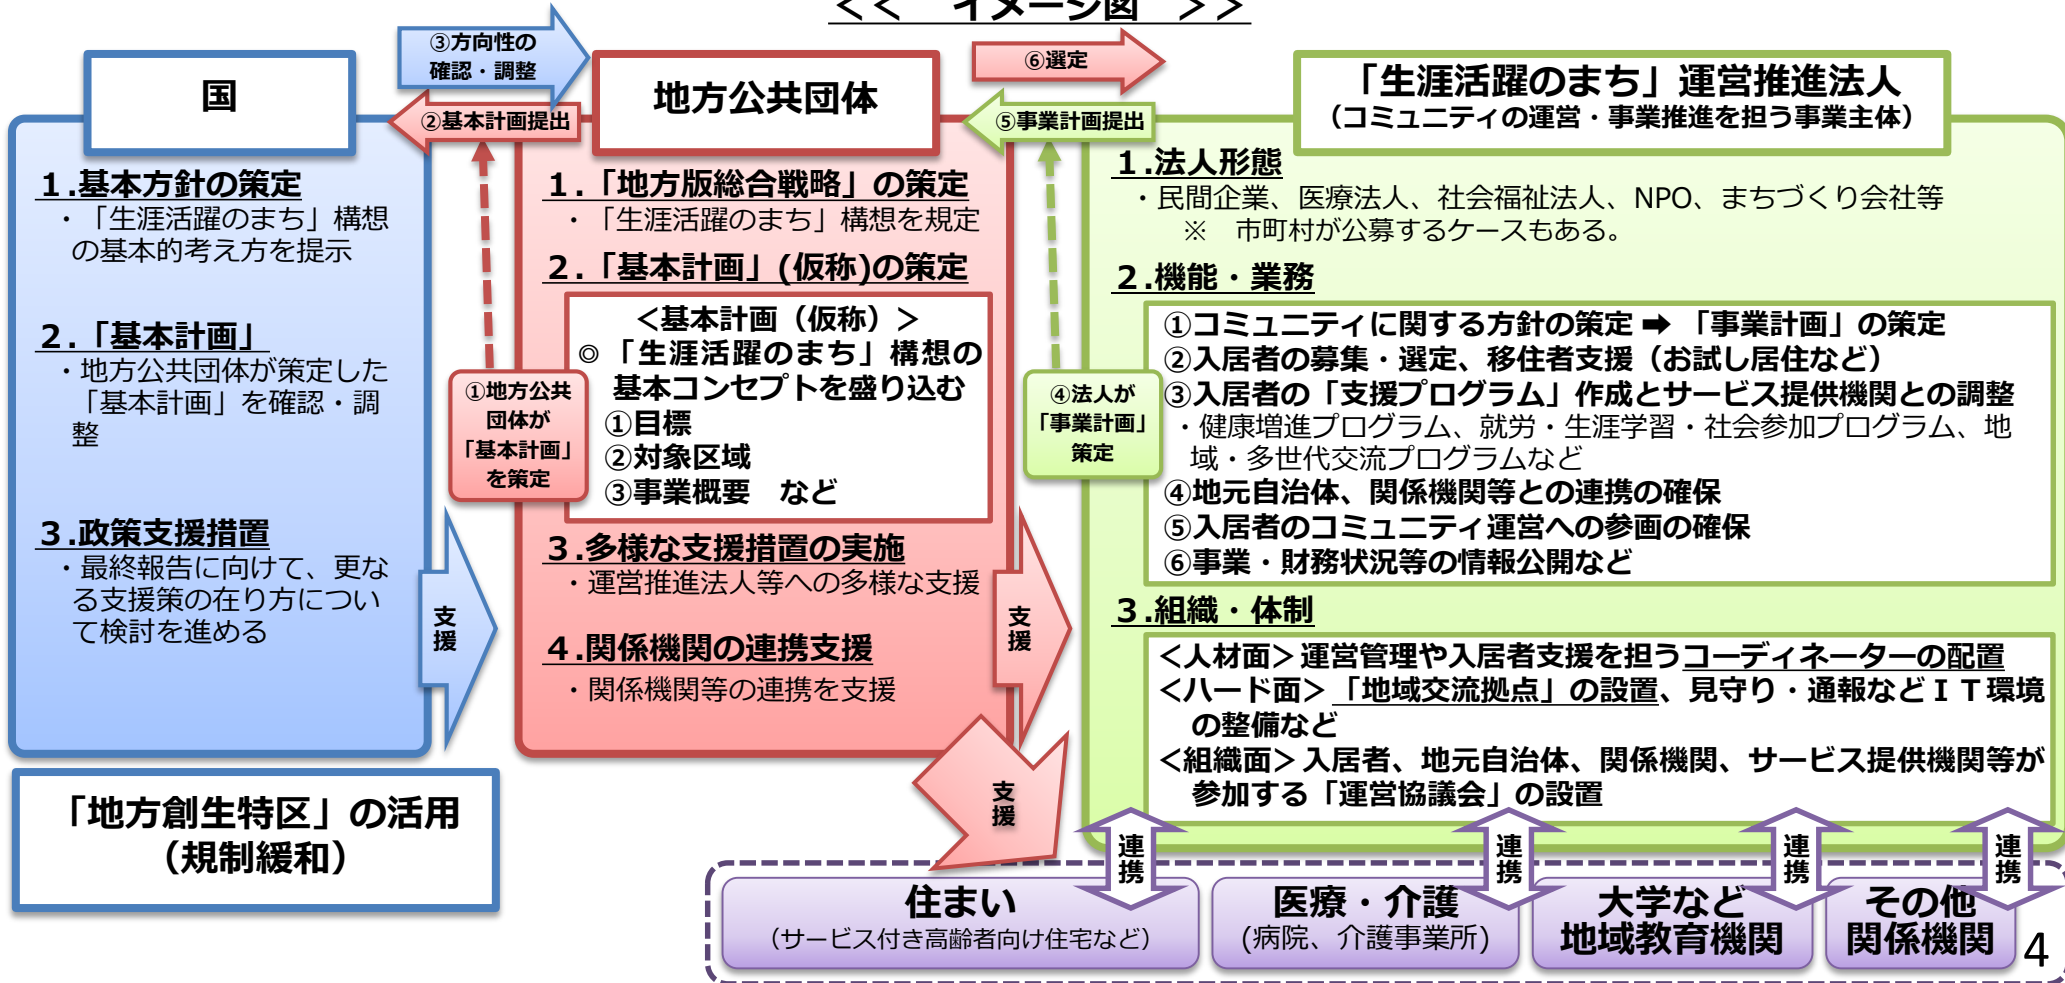 <<　イメージ図　>>
国
③方向性の
確認・調整
②基本計画提出
地方公共団体
⑥選定
⑤事業計画提出
「生涯活躍のまち」運営推進法人
（コミュニティの運営・事業推進を担う事業主体）
１.基本方針の策定
・「生涯活躍のまち」構想
の基本的考え方を提示
２.「基本計画」
・地方公共団体が策定した
「基本計画」を確認・調
整
３.政策支援措置
・最終報告に向けて、更な
る支援策の在り方につい
て検討を進める
支援
①地方公共
団体が
「基本計画」
を策定
１.「地方版総合戦略」の策定
・「生涯活躍のまち」構想を規定
２.「基本計画」(仮称)の策定
＜基本計画（仮称）＞
◎「生涯活躍のまち」構想の
基本コンセプトを盛り込む
①目標
②対象区域
③事業概要　など
３.多様な支援措置の実施
・運営推進法人等への多様な支援
４.関係機関の連携支援
・関係機関等の連携を支援
支援
支援
④法人が
「事業計画」
策定
１.法人形態
・民間企業、医療法人、社会福祉法人、NPO、まちづくり会社等
※　市町村が公募するケースもある。
２.機能・業務
①コミュニティに関する方針の策定 ➡ 「事業計画」の策定
②入居者の募集・選定、移住者支援（お試し居住など）
③入居者の「支援プログラム」作成とサービス提供機関との調整
・健康増進プログラム、就労・生涯学習・社会参加プログラム、地
域・多世代交流プログラムなど
④地元自治体、関係機関等との連携の確保
⑤入居者のコミュニティ運営への参画の確保
⑥事業・財務状況等の情報公開など
３.組織・体制
＜人材面＞運営管理や入居者支援を担うコーディネーターの配置
＜ハード面＞「地域交流拠点」の設置、見守り・通報などＩＴ環境
の整備など
＜組織面＞入居者、地元自治体、関係機関、サービス提供機関等が
参加する「運営協議会」の設置
「地方創生特区」の活用
（規制緩和）
連携
連携
連携
連携
住まい
（サービス付き高齢者向け住宅など）
医療・介護
(病院、介護事業所)
大学など
地域教育機関
その他
関係機関
4